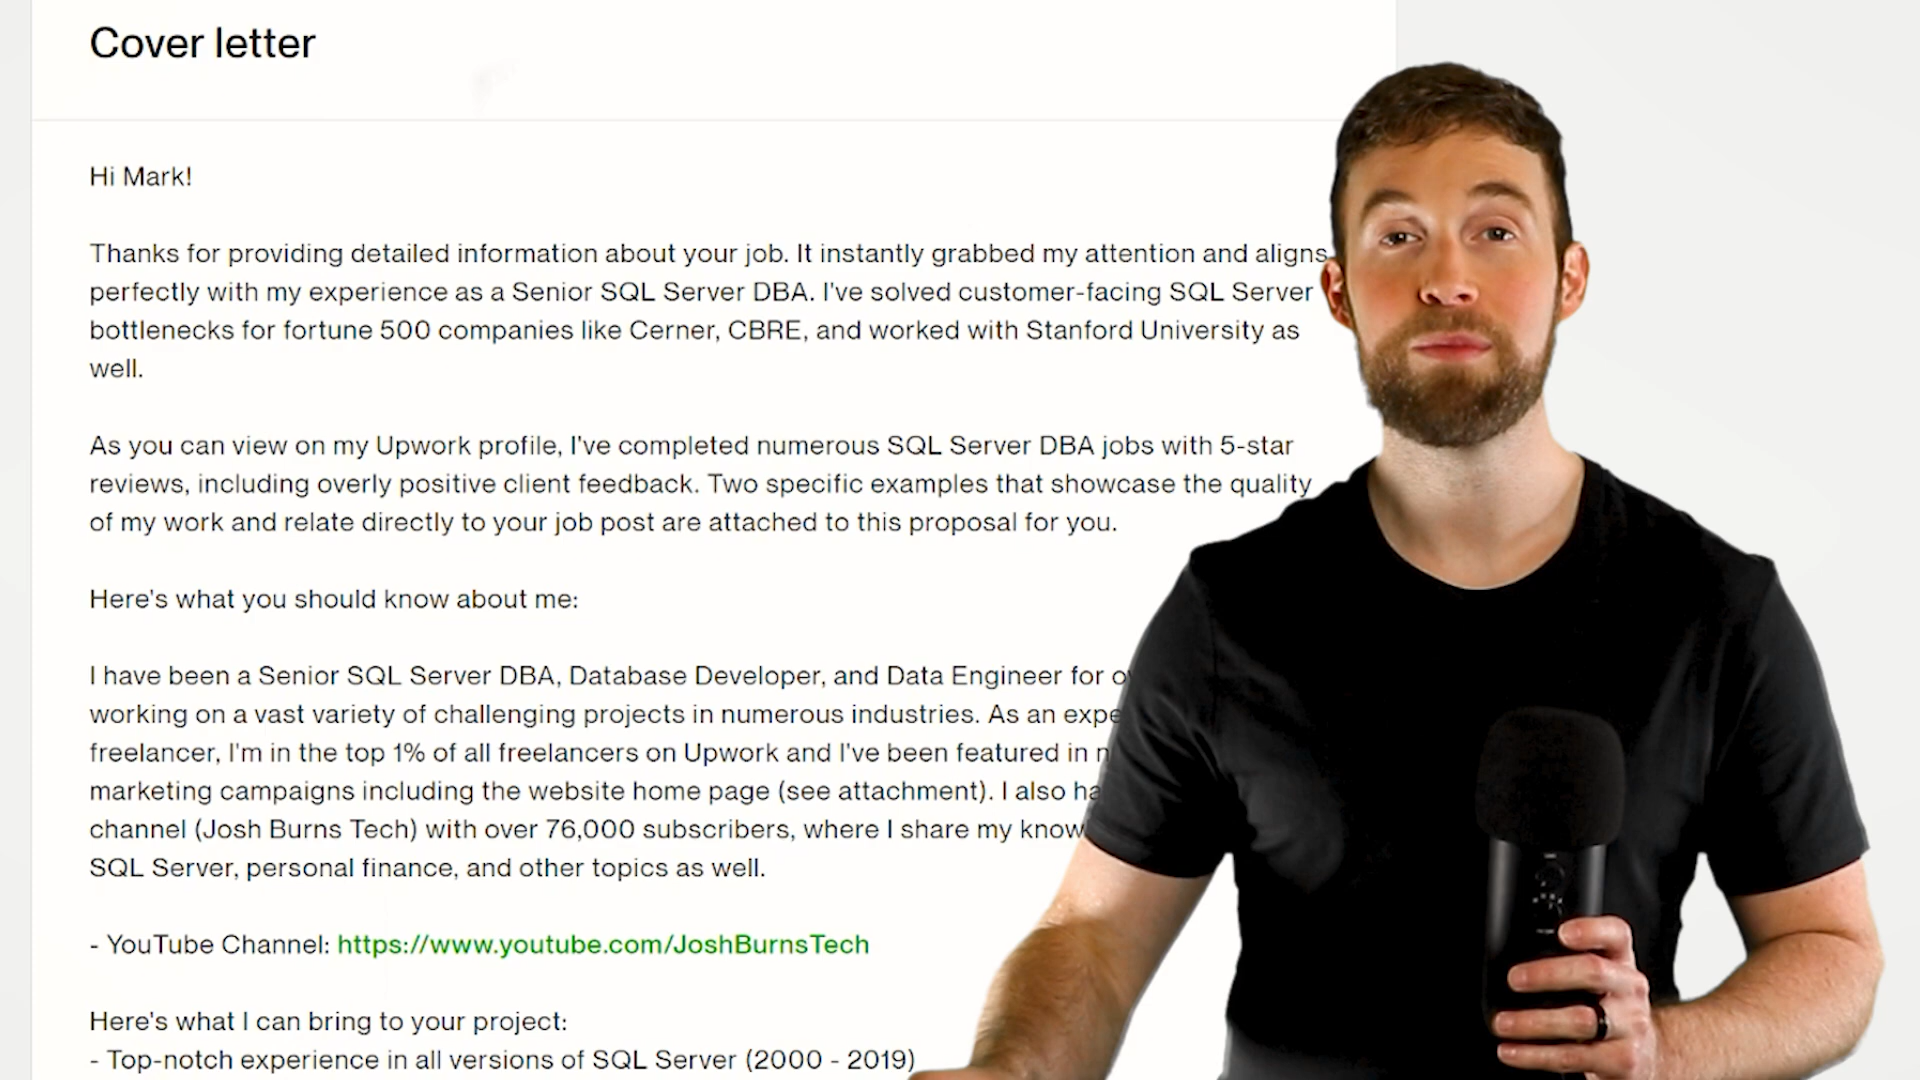 Cover letter
Hi Mark!
Thanks for providing detailed information about your job. It instantly grabbed my attention and aligns
perfectly with my experience as a Senior SQL Server DBA. I've solved customer-facing SQL Server
bottlenecks for fortune 500 companies like Cerner, CBRE, and worked with Stanford University as
well.
As you can view on my Upwork profile, I've completed numerous SQL Server DBA jobs with 5-star
reviews, including overly positive client feedback. Two specific examples that showcase the quality
of my work and relate directly to your job post are attached to this proposal for you.
Here's what you should know about me:
I have been a Senior SQL Server DBA, Database Developer, and Data Engineer for
working on a vast variety of challenging projects in numerous industries. As an
freelancer, I'm in the top 1% of all freelancers on Upwork and I've been featured in
marketing campaigns including the website home page (see attachment). I also
channel (Josh Burns Tech) with over 76,000 subscribers, where I share my
SQL Server, personal finance, and other topics as well.
- YouTube Channel: https://www.youtube.com/JoshBurnsTech
Here's what I can bring to your project:
- Top-notch experience in all versions of SQL Server (2000 - 2019)